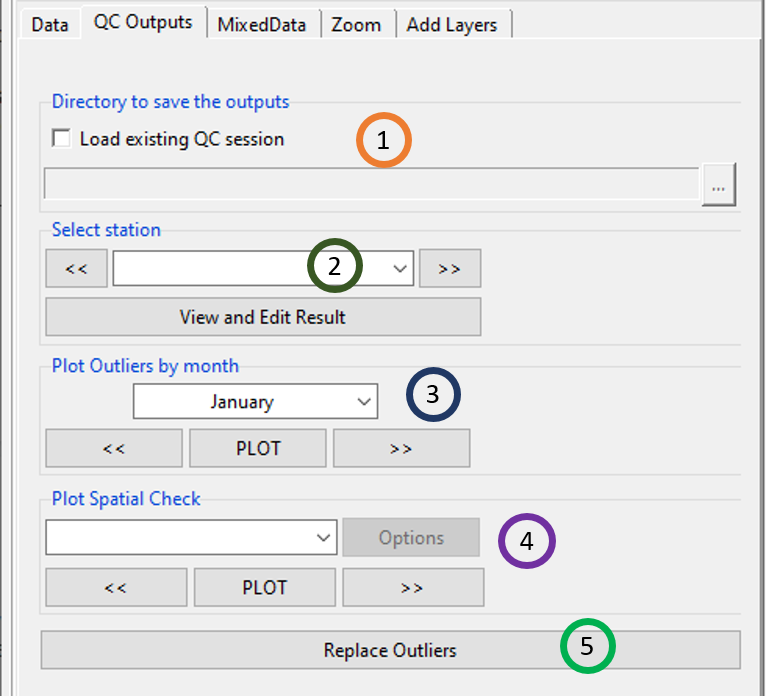 Data QC Outputs MixedData Zoom Add Layers
Directory to save the outputs
Load existing QC session 1
...
Select station
<< 2 >>
View and Edit Result
Plot Outliers by month
January 3
<< PLOT >>
Plot Spatial Check
Options 4
<< PLOT >>
Replace Outliers 5